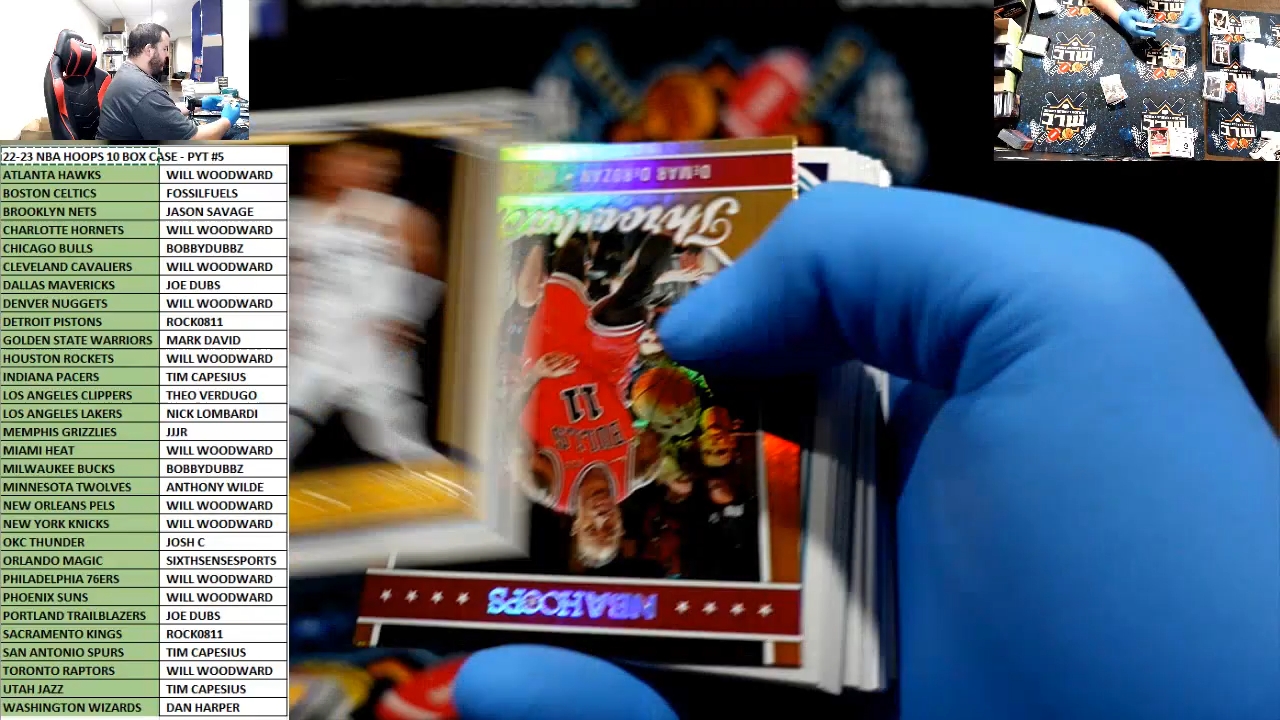 22-23 NBA HOOPS 10 BOX CASE - PYT #5
ATLANTA HAWKS WILL WOODWARD
BOSTON CELTICS FOSSILFUELS
BROOKLYN NETS JASON SAVAGE
CHARLOTTE HORNETS WILL WOODWARD
CHICAGO BULLS BOBBYDUBBZ
CLEVELAND CAVALIERS WILL WOODWARD
DALLAS MAVERICKS JOE DUBS
DENVER NUGGETS WILL WOODWARD
DETROIT PISTONS ROCK0811
GOLDEN STATE WARRIORS MARK DAVID
HOUSTON ROCKETS WILL WOODWARD
INDIANA PACERS TIM CAPESIUS
LOS ANGELES CLIPPERS THEO VERDUGO
LOS ANGELES LAKERS NICK LOMBARDI
MEMPHIS GRIZZLIES JJJR
MIAMI HEAT WILL WOODWARD
MILWAUKEE BUCKS BOBBYDUBBZ
MINNESOTA TWOLVES ANTHONY WILDE
NEW ORLEANS PELS WILL WOODWARD
NEW YORK KNICKS WILL WOODWARD
OKC THUNDER JOSH C
ORLANDO MAGIC SIXTHSENSESPORTS
PHILADELPHIA 76ERS WILL WOODWARD
PHOENIX SUNS WILL WOODWARD
PORTLAND TRAILBLAZERS JOE DUBS
SACRAMENTO KINGS ROCK0811
SAN ANTONIO SPURS TIM CAPESIUS
TORONTO RAPTORS WILL WOODWARD
UTAH JAZZ TIM CAPESIUS
WASHINGTON WIZARDS DAN HARPER
NBA HOOPS
BULLS
11
DeMAR DeROZAN